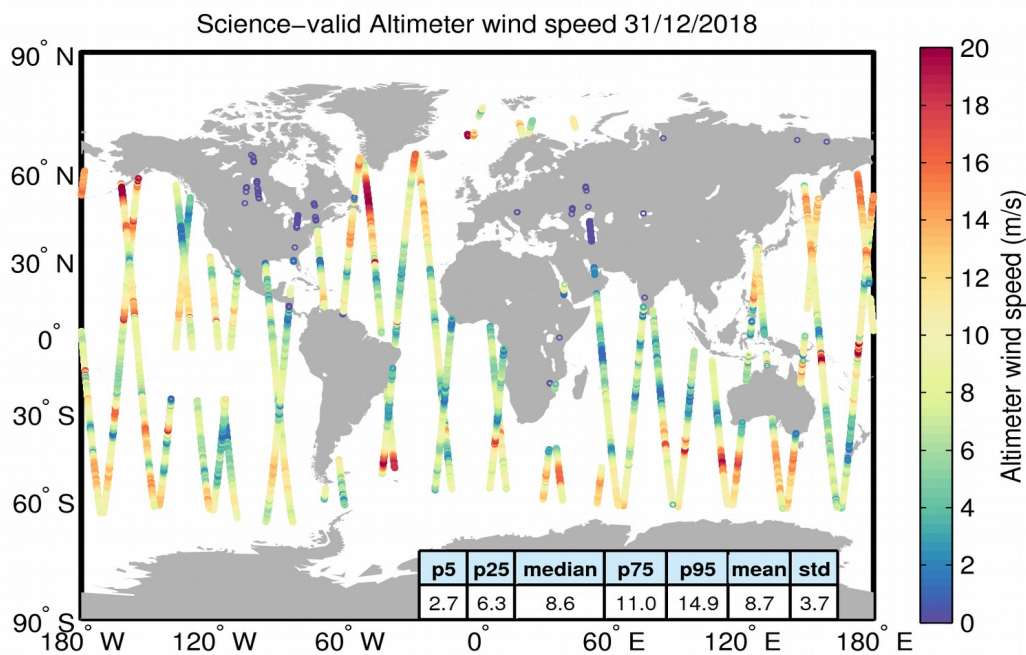 Science−valid Altimeter wind speed 31/12/2018
90° N
60° N
30° N
0°
30° S
60° S
90° S
180° W
120° W
60° W
0°
60° E
120° E
180° E
p5 p25 median p75 p95 mean std
2.7 6.3 8.6 11.0 14.9 8.7 3.7
20
18
16
14
12
10
8
6
4
2
0
Altimeter wind speed (m/s)